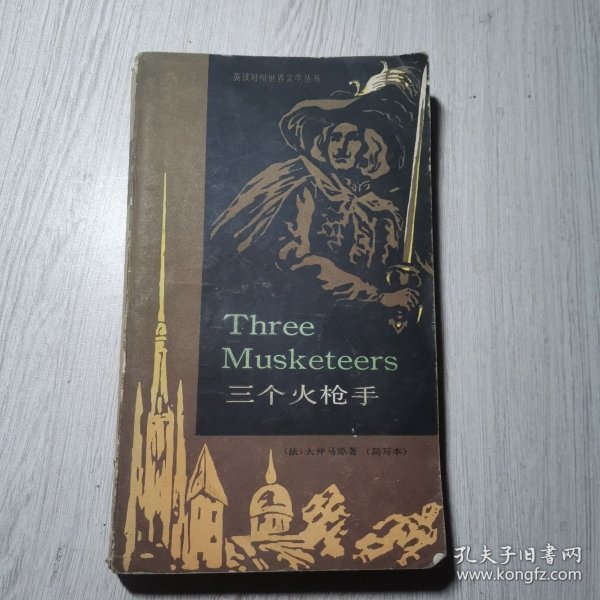 英汉对照世界文学丛书
Three
Musketeers
三个火枪手
(法)大仲马原著 (简写本)
孔夫子旧書网
www.kongfz.com